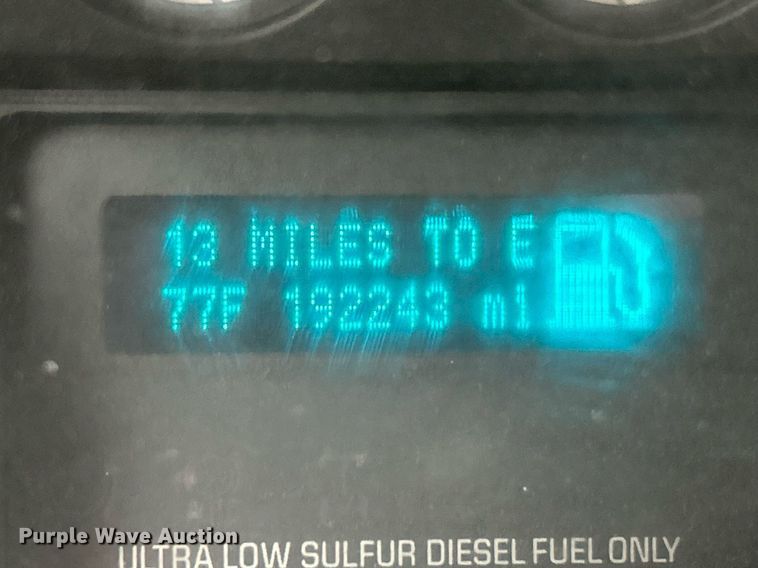 13 MILES TO E
77F 192243 mi
Purple Wave Auction
ULTRA LOW SULFUR DIESEL FUEL ONLY